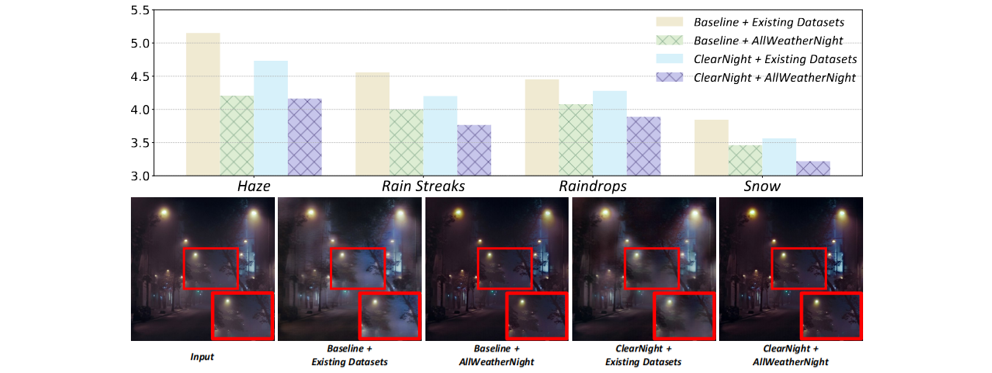 5.5
5.0
4.5
4.0
3.5
3.0
Baseline + Existing Datasets
Baseline + AllWeatherNight
ClearNight + Existing Datasets
ClearNight + AllWeatherNight
Haze
Rain Streaks
Raindrops
Snow
Input
Baseline +
Existing Datasets
Baseline +
AllWeatherNight
ClearNight +
Existing Datasets
ClearNight +
AllWeatherNight